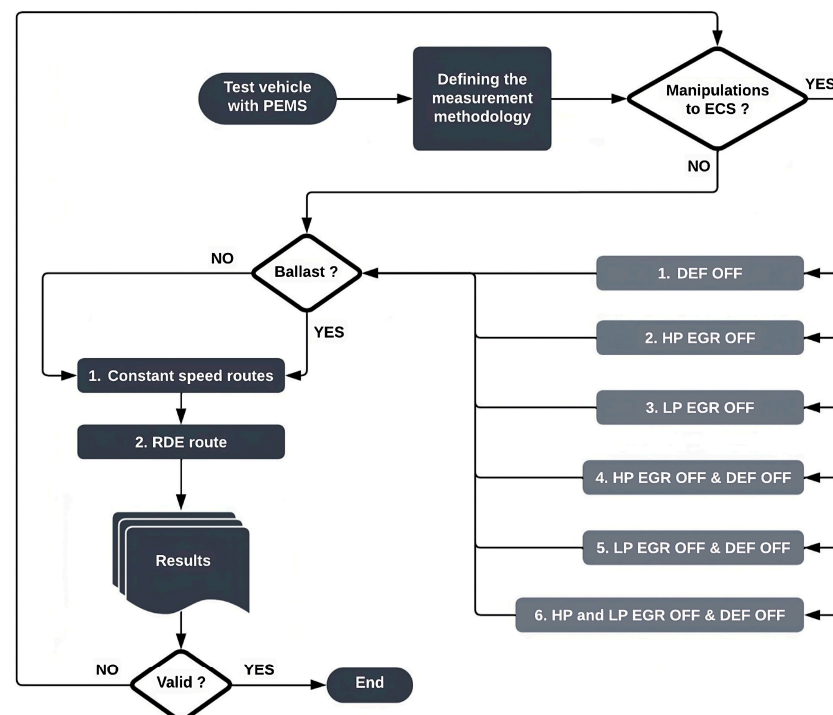 Test vehicle
with PEMS
Defining the
measurement
methodology
Manipulations
to ECS ?
YES
NO
Ballast ?
NO
YES
1. DEF OFF
2. HP EGR OFF
3. LP EGR OFF
4. HP EGR OFF & DEF OFF
5. LP EGR OFF & DEF OFF
6. HP and LP EGR OFF & DEF OFF
1. Constant speed routes
2. RDE route
Results
Valid ?
NO
YES
End